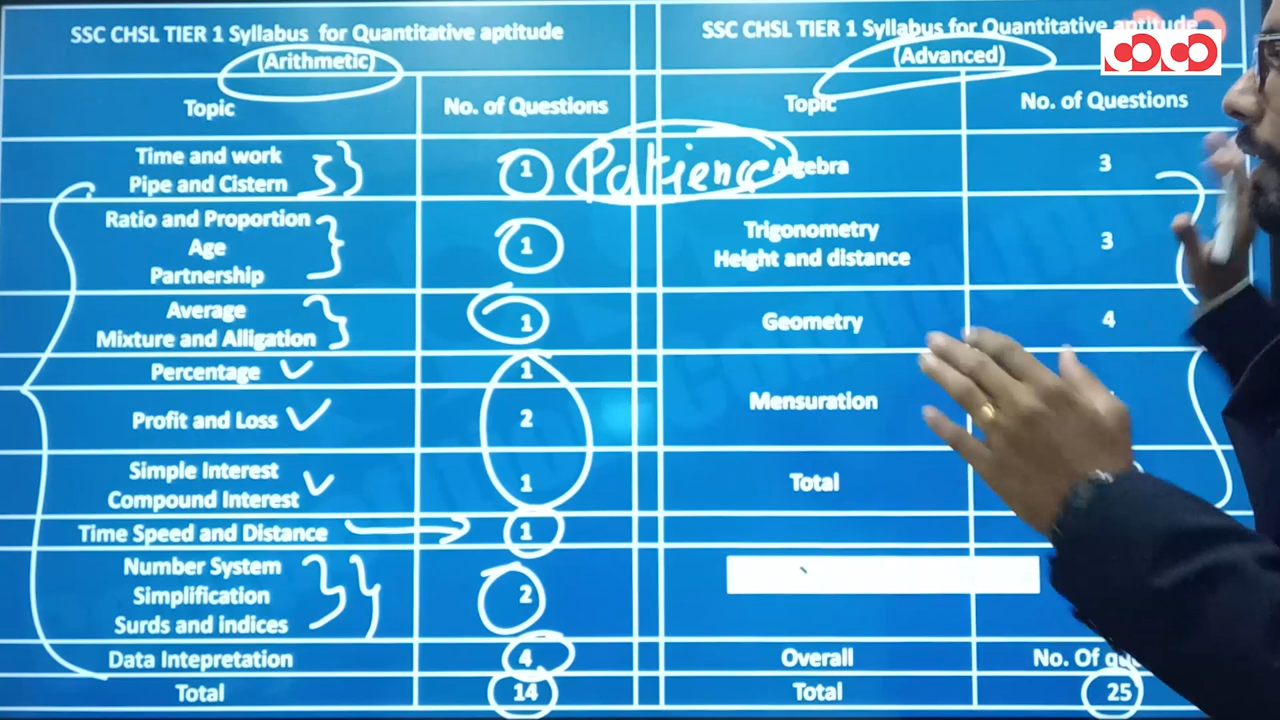 SSC CHSL TIER 1 Syllabus for Quantitative aptitude
(Arithmetic)
Topic
No. of Questions
Time and work
Pipe and Cistern
1
Ratio and Proportion
Age
Partnership
1
Average
Mixture and Alligation
1
Percentage
1
Profit and Loss
2
Simple Interest
Compound Interest
1
Time Speed and Distance
1
Number System
Simplification
Surds and indices
2
Data Intepretation
4
Total
14
SSC CHSL TIER 1 Syllabus for Quantitative aptitude
(Advanced)
Topic
No. of Questions
Patience
Algebra
3
Trigonometry
Height and distance
3
Geometry
4
Mensuration
Total
Overall
No. Of
Total
25